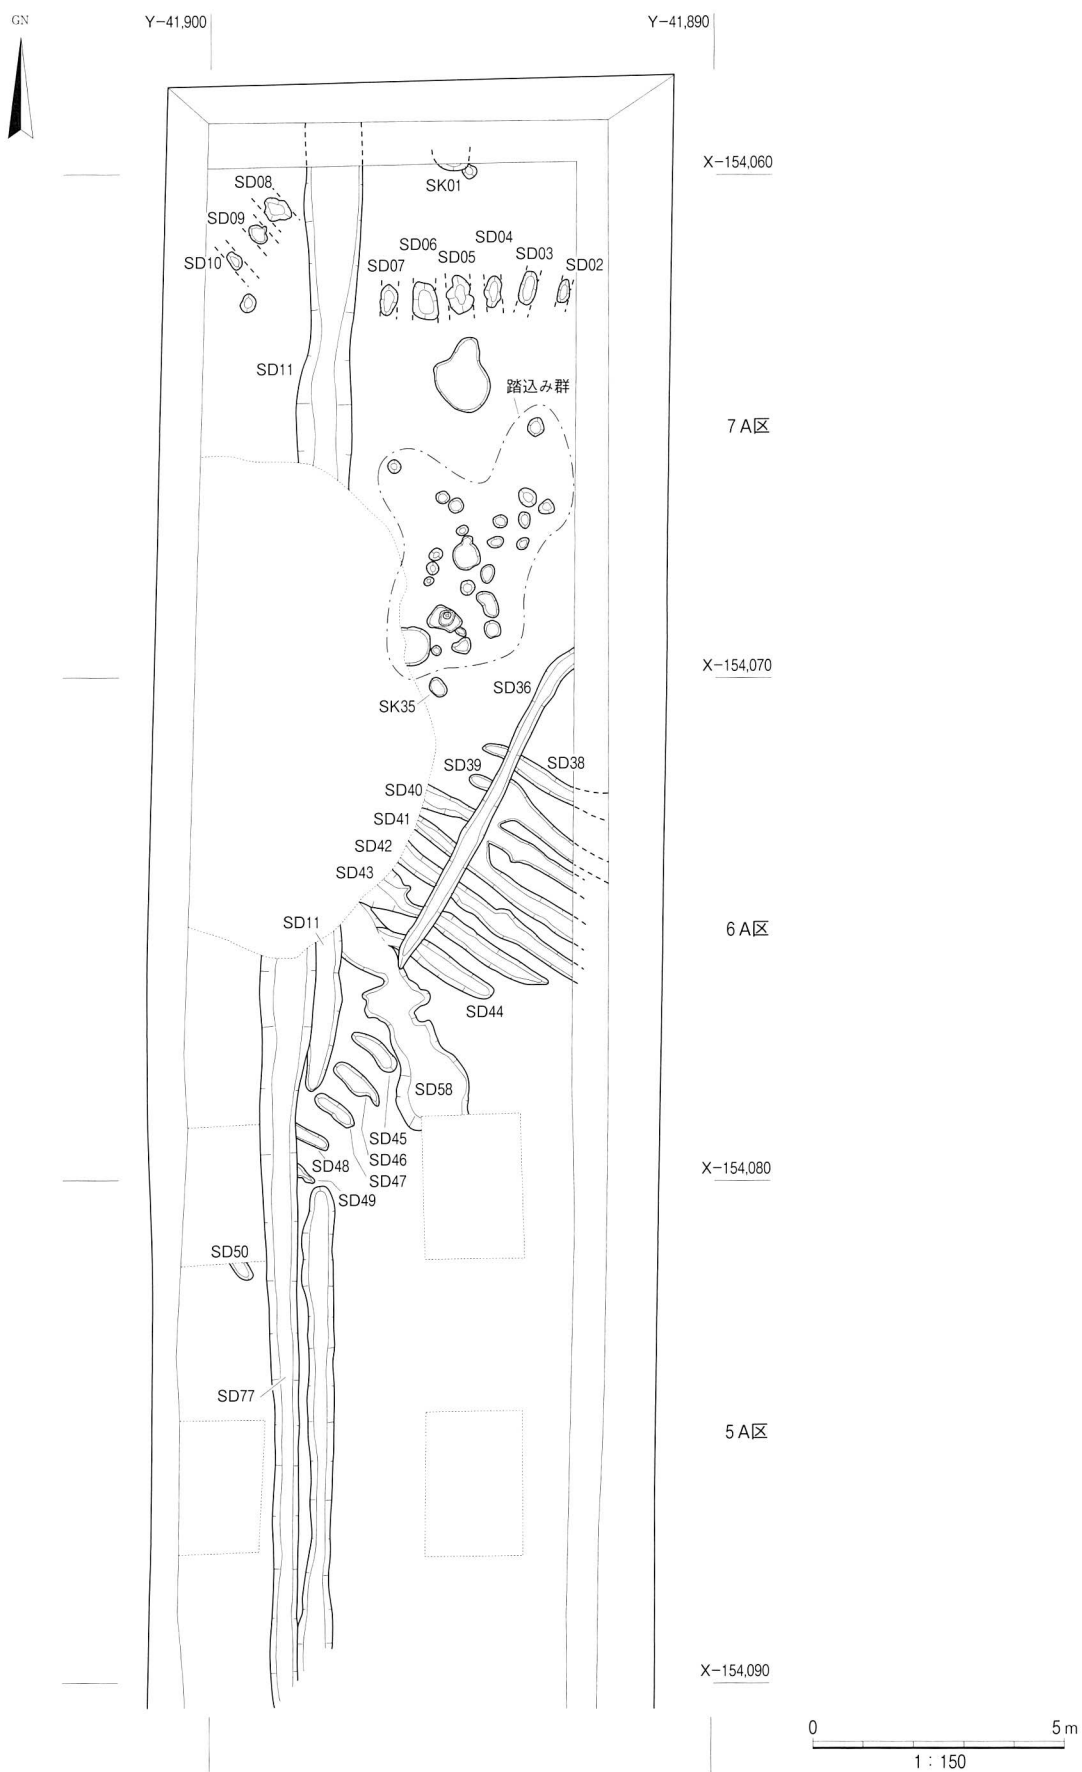 GN
Y-41,900
Y-41,890
X-154,060
SK01
SD08
SD09
SD10
SD07
SD06
SD05
SD04
SD03
SD02
SD11
踏込み群
7A区
X-154,070
SD36
SK35
SD39
SD38
SD40
SD41
SD42
SD43
SD11
6A区
SD44
SD58
SD45
SD46
SD47
SD48
SD49
X-154,080
SD50
SD77
5A区
X-154,090
0
5m
1：150